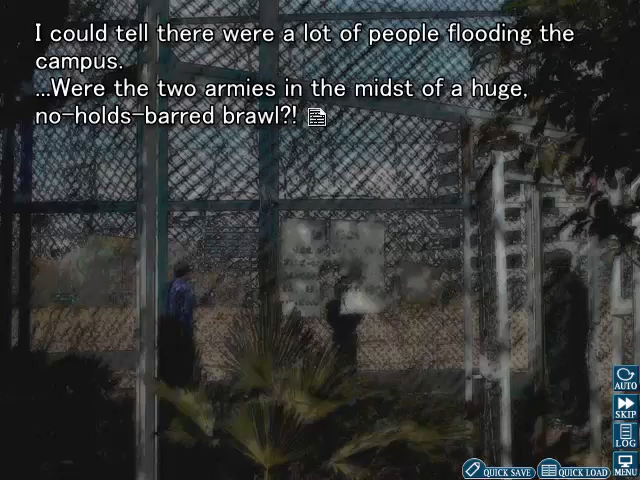 I could tell there were a lot of people flooding the
campus.
...Were the two armies in the midst of a huge,
no-holds-barred brawl?!
AUTO
SKIP
LOG
MENU
QUICK SAVE
QUICK LOAD